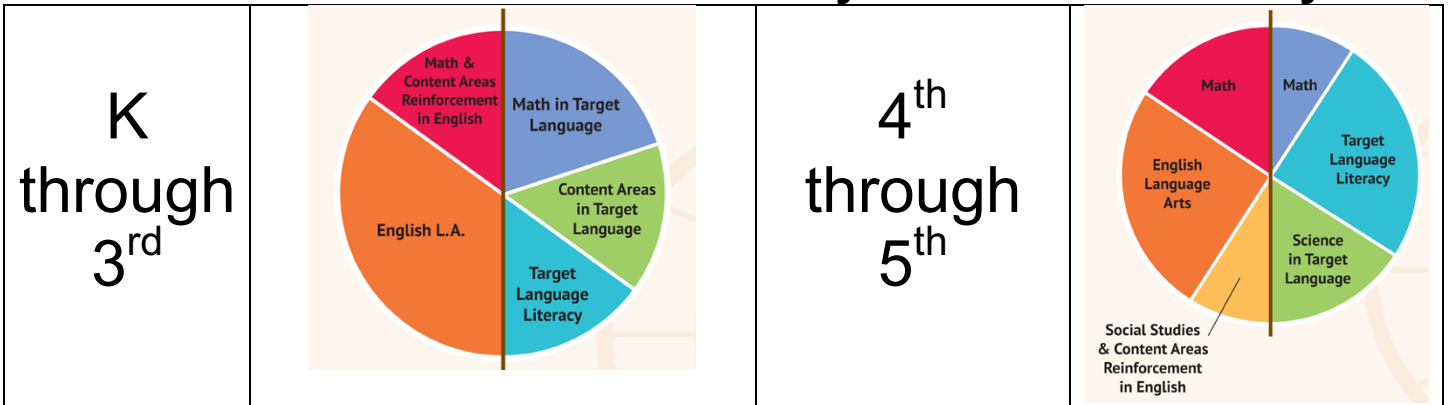 K
through
3rd
Math &
Content Areas
Reinforcement
in English
Math in Target
Language
Content Areas
in Target
Language
Target
Language
Literacy
English L.A.
4th
through
5th
Math
Math
Target
Language
Literacy
Science
in Target
Language
English
Language
Arts
Social Studies
& Content Areas
Reinforcement
in English